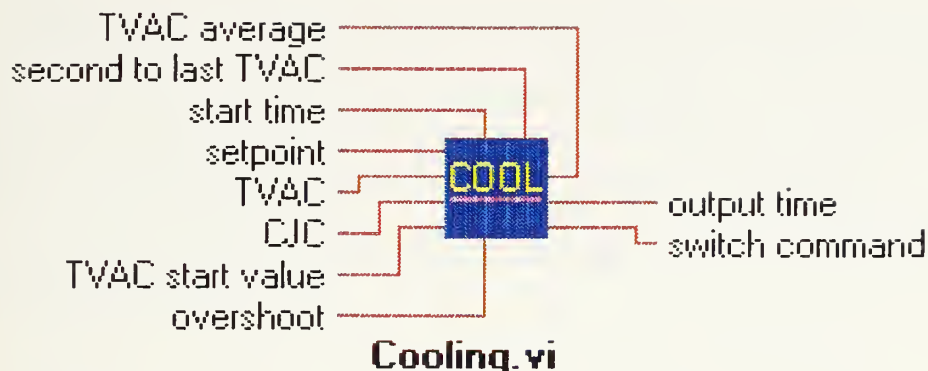 TVAC average
second to last TVAC
start time
setpoint
TVAC
CJC
TVAC start value
overshoot
COOL
output time
switch command
Cooling.vi